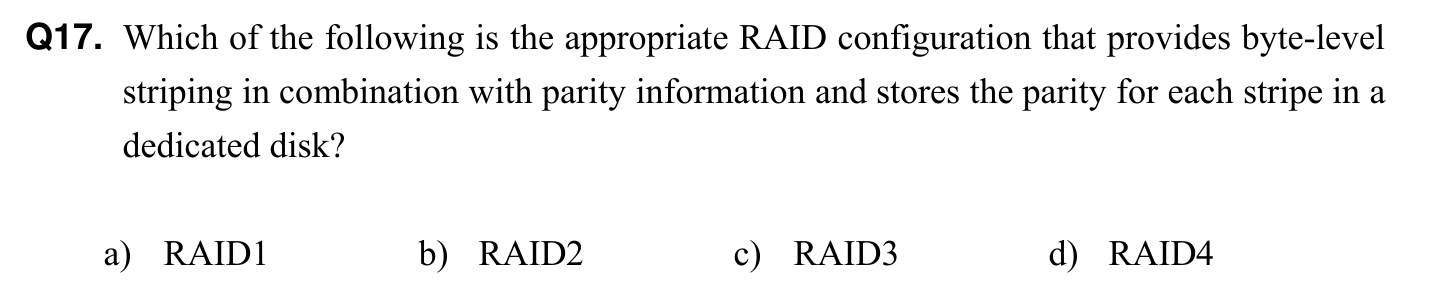 Q17. Which of the following is the appropriate RAID configuration that provides byte-level
striping in combination with parity information and stores the parity for each stripe in a
dedicated disk?
a) RAID1 b) RAID2 c) RAID3 d) RAID4